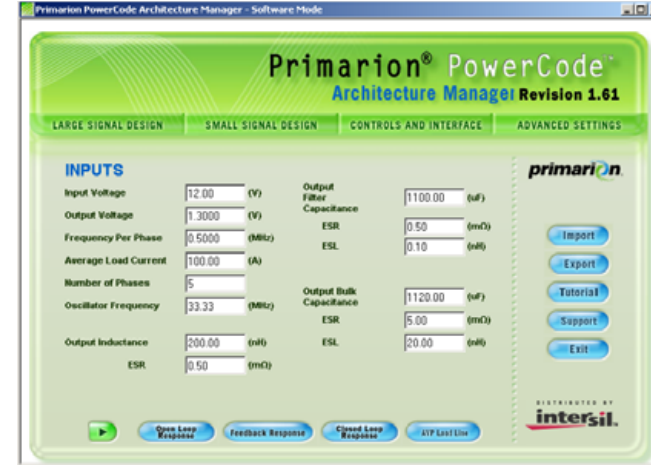 Primarion PowerCode Architecture Manager - Software Mode
Primarion® PowerCode™
Architecture Manager Revision 1.61
LARGE SIGNAL DESIGN SMALL SIGNAL DESIGN CONTROLS AND INTERFACE ADVANCED SETTINGS
INPUTS
primarion.
Input Voltage 12.00 (V)
Output Voltage 1.3000 (V)
Frequency Per Phase 0.5000 (MHz)
Average Load Current 100.00 (A)
Number of Phases 5
Oscillator Frequency 33.33 (MHz)
Output Inductance 200.00 (nH)
ESR 0.50 (mΩ)
Output
Filter
Capacitance 1100.00 (uF)
ESR 0.50 (mΩ)
ESL 0.10 (nH)
Output Bulk
Capacitance 1120.00 (uF)
ESR 5.00 (mΩ)
ESL 20.00 (nH)
Import
Export
Tutorial
Support
Exit
DISTRIBUTED BY
intersil.
Open Loop
Response
Feedback Response
Closed Loop
Response
AVP Load Line